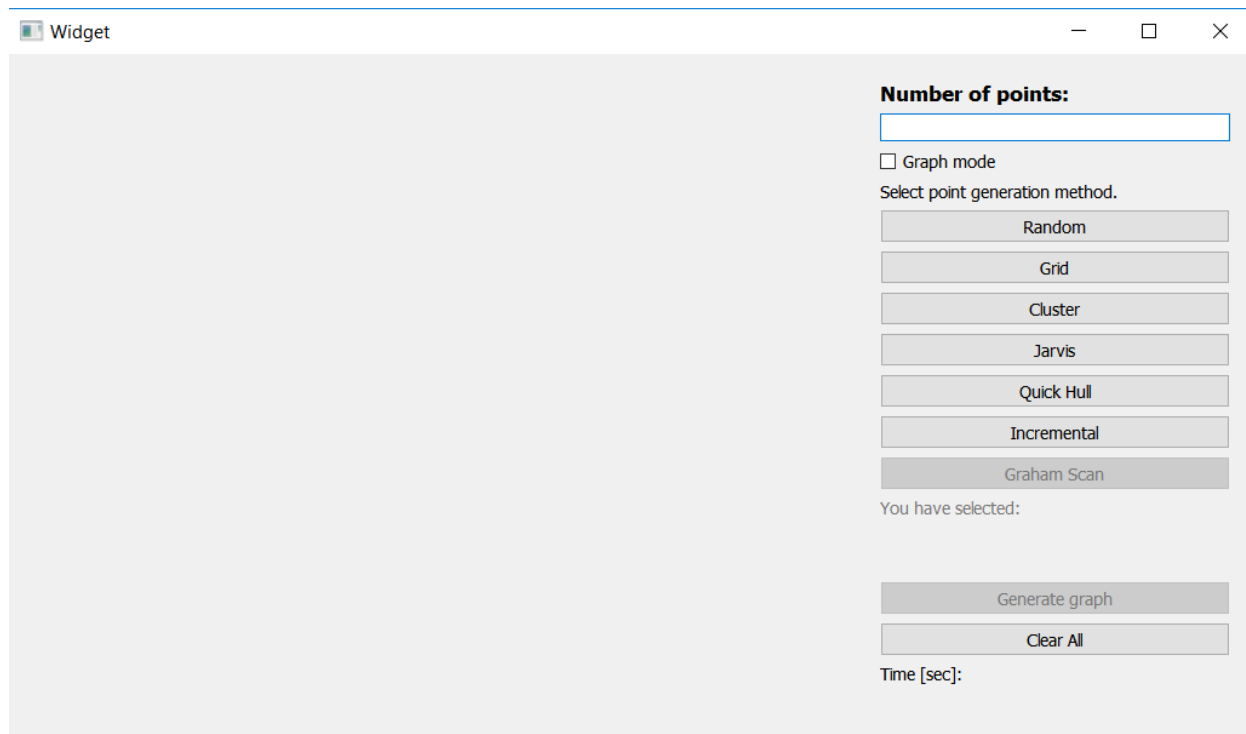 Widget
Number of points:
Graph mode
Select point generation method.
Random
Grid
Cluster
Jarvis
Quick Hull
Incremental
Graham Scan
You have selected:
Generate graph
Clear All
Time [sec]: